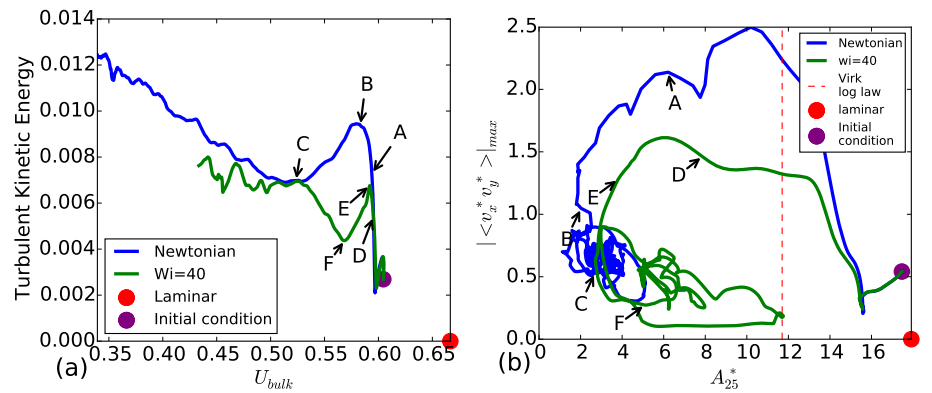 0.014
0.012
0.010
0.008
0.006
0.004
0.002
0.000
Turbulent Kinetic Energy
B
A
C
E
D
F
Newtonian
Wi=40
Laminar
Initial condition
0.35 0.40 0.45 0.50 0.55 0.60 0.65
(a)
U_bulk
2.5
2.0
1.5
1.0
0.5
0.0
|<v_x^* v_y^*>|_max
A
D
E
B
C
F
Newtonian
wi=40
Virk
log law
laminar
Initial
condition
0 2 4 6 8 10 12 14 16
(b)
A_25^*